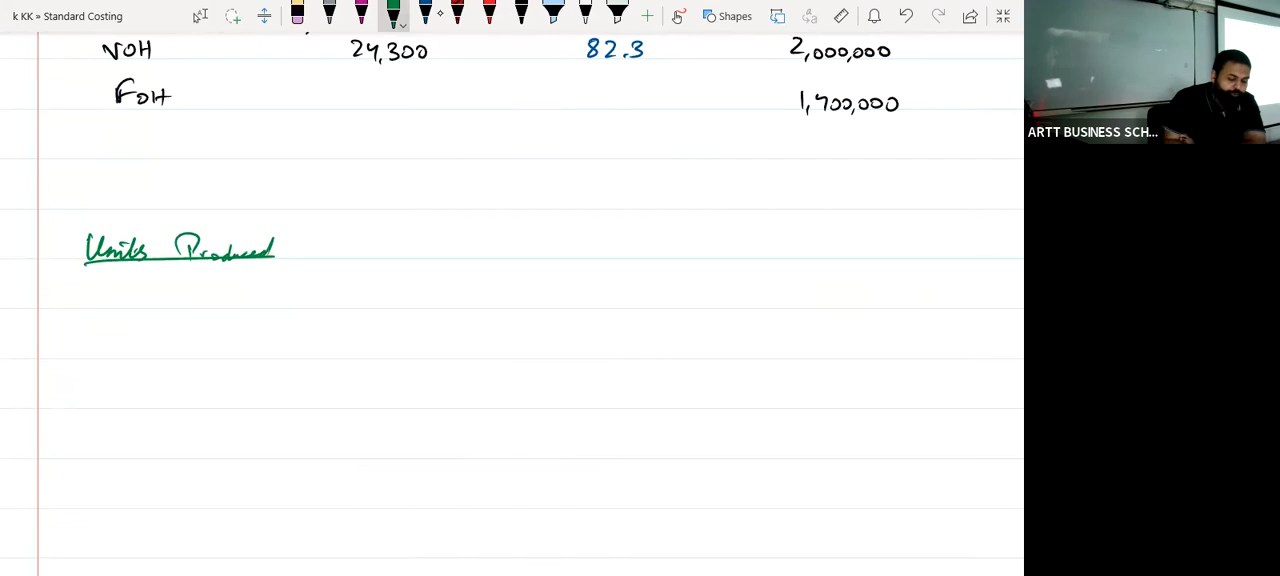 k KK » Standard Costing
Shapes
VOH 24,300 82.3 2,000,000
FOH 1,700,000
Units Produced
ARTT BUSINESS SCH...